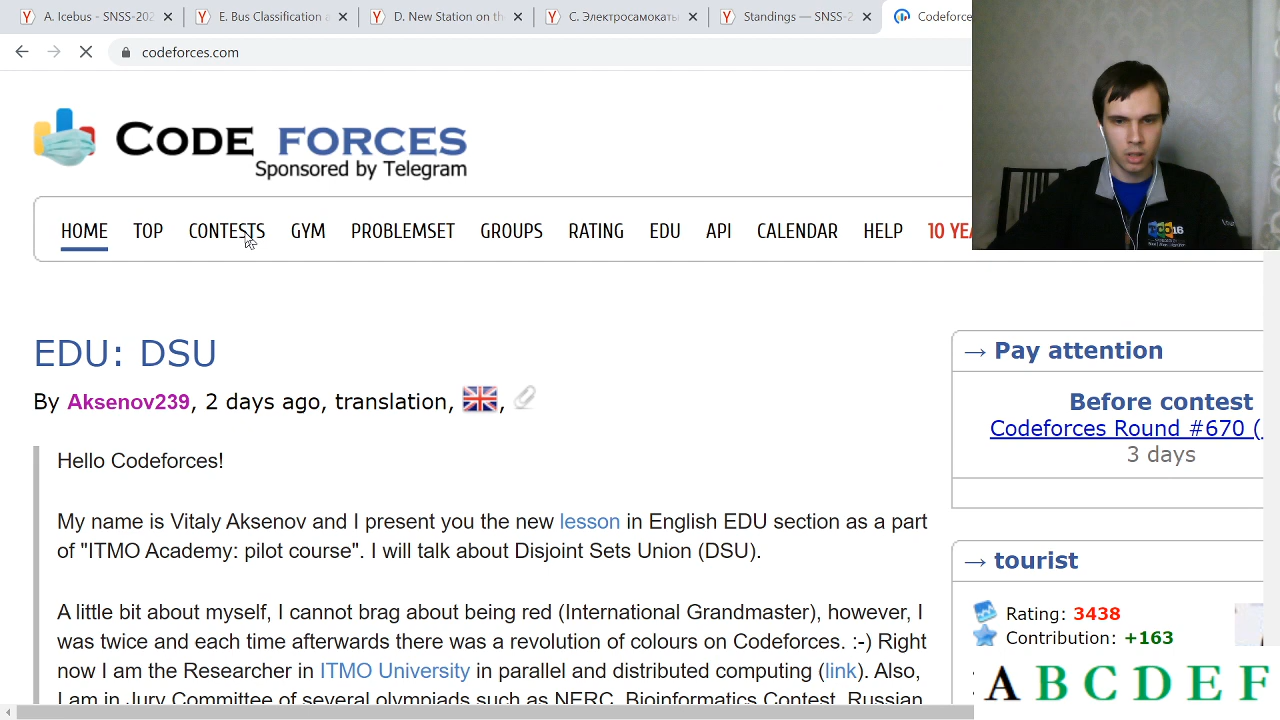 A. Icebus - SNSS-202
E. Bus Classification a
D. New Station on the
C. Электросамокаты
Standings — SNSS-2
Codeforce
codeforces.com
CODE FORCES
Sponsored by Telegram
HOME TOP CONTESTS GYM PROBLEMSET GROUPS RATING EDU API CALENDAR HELP 10 YEA
EDU: DSU
By Aksenov239, 2 days ago, translation, ,
Hello Codeforces!
My name is Vitaly Aksenov and I present you the new lesson in English EDU section as a part
of "ITMO Academy: pilot course". I will talk about Disjoint Sets Union (DSU).
A little bit about myself, I cannot brag about being red (International Grandmaster), however, I
was twice and each time afterwards there was a revolution of colours on Codeforces. :-) Right
now I am the Researcher in ITMO University in parallel and distributed computing (link). Also,
I am in Jury Committee of several olympiads such as NERC, Bioinformatics Contest, Russian
→ Pay attention
Before contest
Codeforces Round #670 (
3 days
→ tourist
Rating: 3438
Contribution: +163
A B C D E F
16